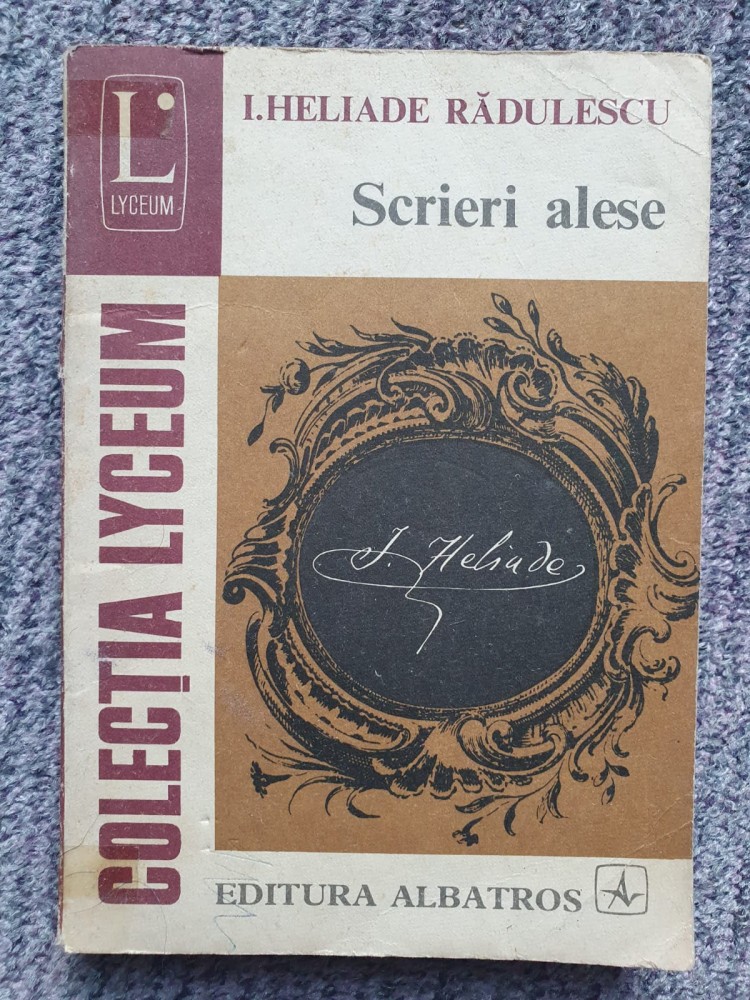 L
LYCEUM
I.HELIADE RĂDULESCU
Scrieri alese
COLECȚIA LYCEUM
I. Heliade
EDITURA ALBATROS